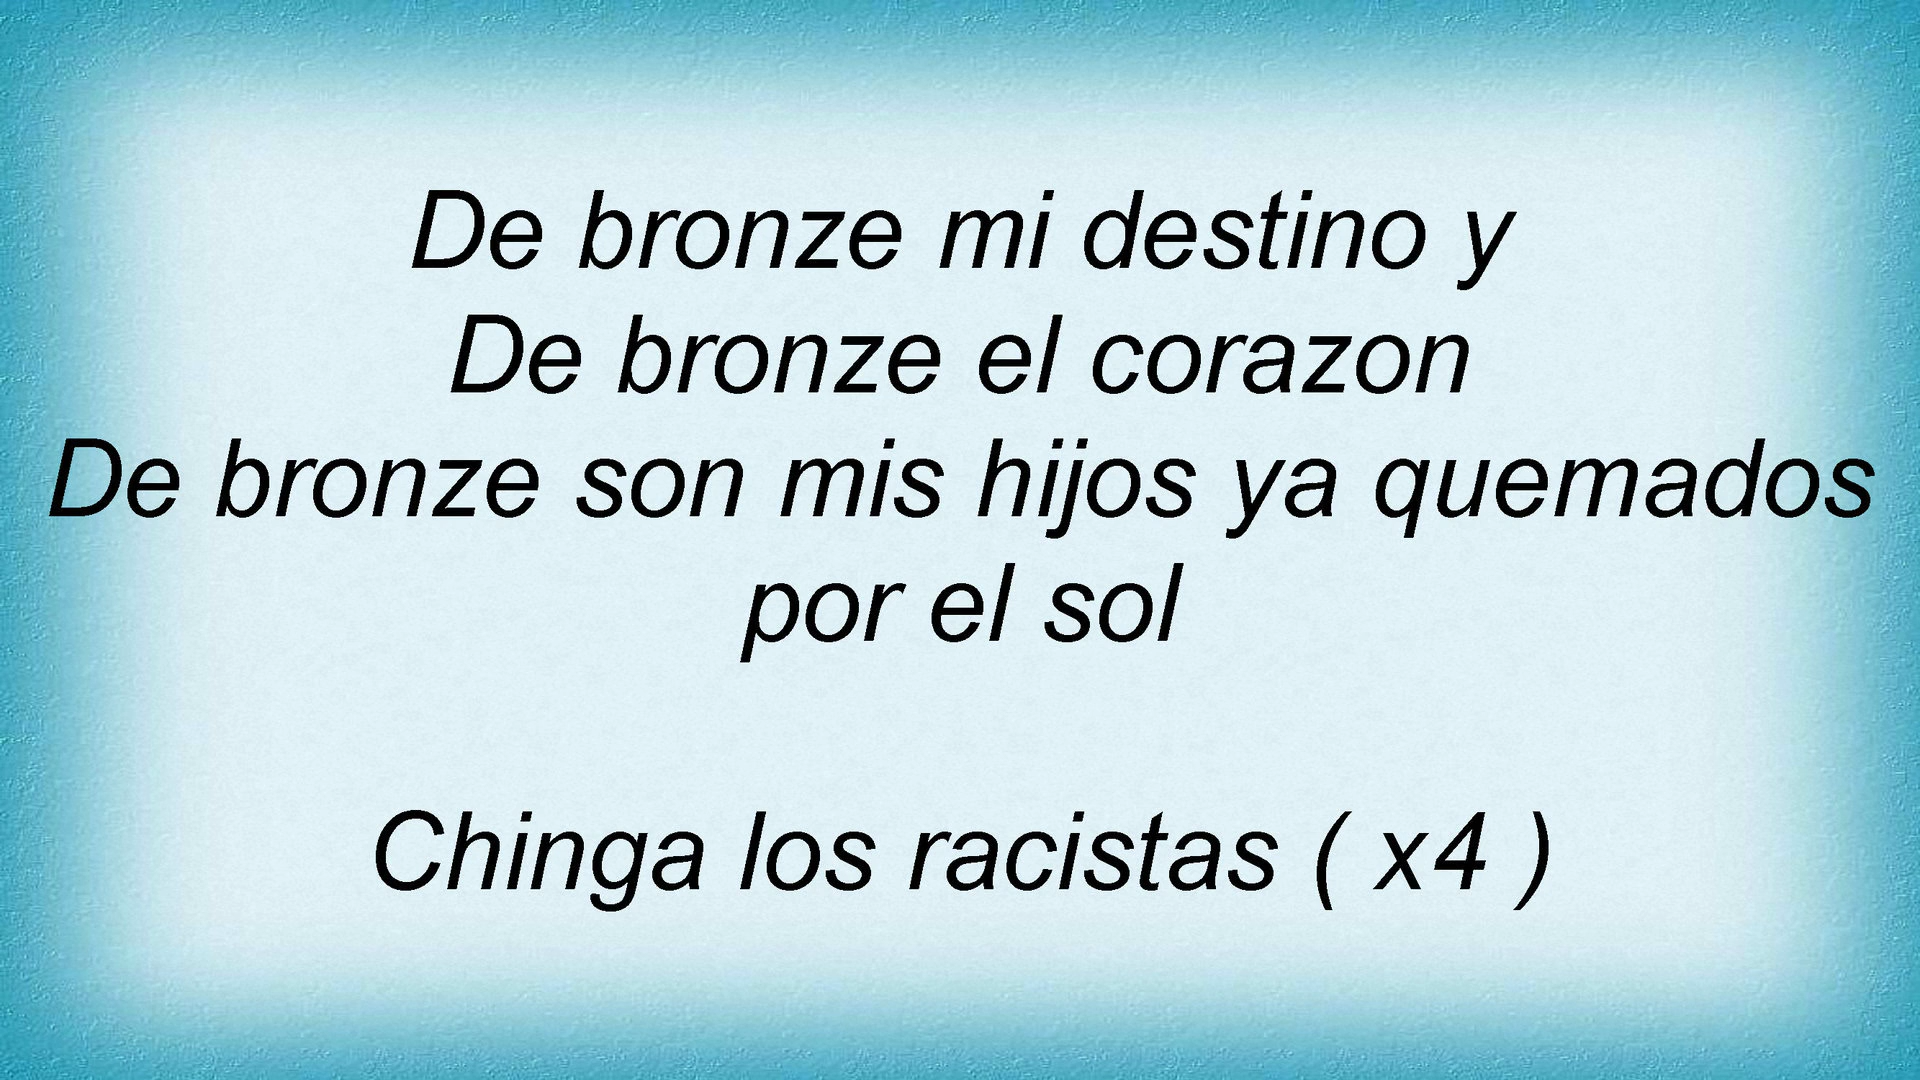 De bronze mi destino y
De bronze el corazon
De bronze son mis hijos ya quemados
por el sol
Chinga los racistas ( x4 )